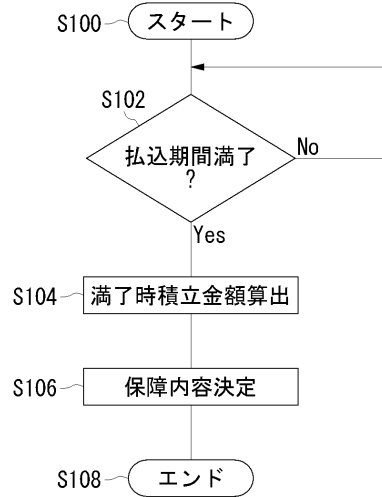 S100 スタート
S102
払込期間満了
?
No
Yes
S104 満了時積立金額算出
S106 保障内容決定
S108 エンド